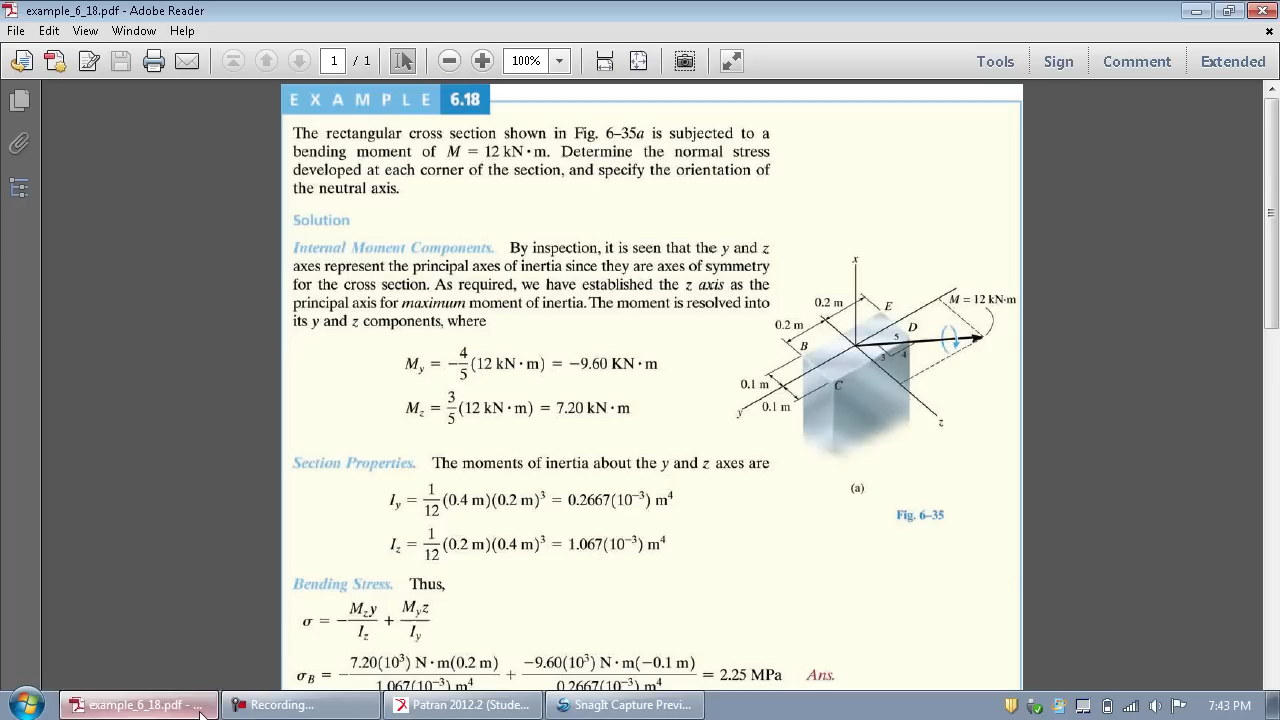 example_6_18.pdf - Adobe Reader
File Edit View Window Help
1 / 1 100% Tools Sign Comment Extended
EXAMPLE 6.18
The rectangular cross section shown in Fig. 6–35a is subjected to a
bending moment of M = 12 kN·m. Determine the normal stress
developed at each corner of the section, and specify the orientation of
the neutral axis.
Solution
Internal Moment Components. By inspection, it is seen that the y and z
axes represent the principal axes of inertia since they are axes of symmetry
for the cross section. As required, we have established the z axis as the
principal axis for maximum moment of inertia. The moment is resolved into
its y and z components, where
M_y = −4/5 (12 kN·m) = −9.60 KN·m
M_z = 3/5 (12 kN·m) = 7.20 kN·m
Section Properties. The moments of inertia about the y and z axes are
I_y = 1/12 (0.4 m)(0.2 m)³ = 0.2667(10⁻³) m⁴
I_z = 1/12 (0.2 m)(0.4 m)³ = 1.067(10⁻³) m⁴
Bending Stress. Thus,
σ = −M_z y/I_z + M_y z/I_y
σ_B = −7.20(10³) N·m(0.2 m)/1.067(10⁻³) m⁴ + −9.60(10³) N·m(−0.1 m)/0.2667(10⁻³) m⁴ = 2.25 MPa Ans.
x
0.2 m
E
M = 12 kN·m
0.2 m
D
5
B
3
4
0.1 m
C
y
0.1 m
z
(a)
Fig. 6–35
example_6_18.pdf - ... Recording... Patran 2012.2 (Stude... SnagIt Capture Previ... 7:43 PM